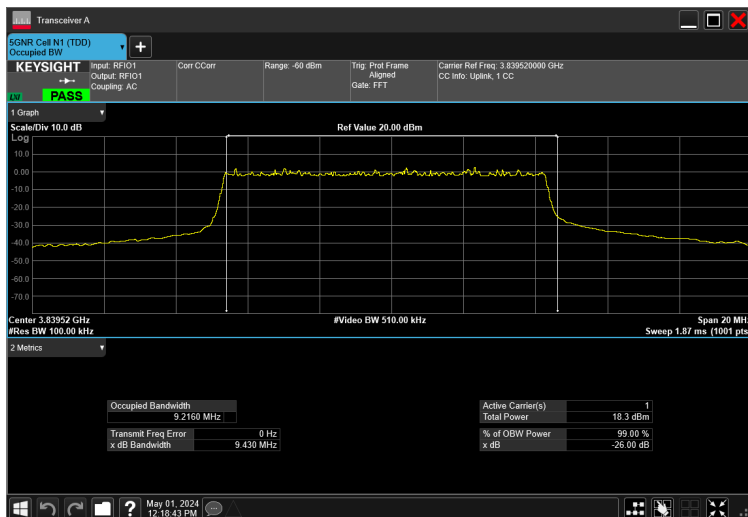 Transceiver A
5GNR Cell N1 (TDD)
Occupied BW
KEYSIGHT
Input: RFIO1
Output: RFIO1
Coupling: AC
Corr CCorr
Range: -60 dBm
Trig: Prot Frame
Aligned
Gate: FFT
Carrier Ref Freq: 3.839520000 GHz
CC Info: Uplink, 1 CC
LXI
PASS
1 Graph
Scale/Div 10.0 dB
Ref Value 20.00 dBm
Log
10.0
0.00
-10.0
-20.0
-30.0
-40.0
-50.0
-60.0
-70.0
Center 3.83952 GHz
#Video BW 510.00 kHz
Span 20 MH
#Res BW 100.00 kHz
Sweep 1.87 ms (1001 pts
2 Metrics
Occupied Bandwidth
9.2160 MHz
Transmit Freq Error 0 Hz
x dB Bandwidth 9.430 MHz
Active Carrier(s) 1
Total Power 18.3 dBm
% of OBW Power 99.00 %
x dB -26.00 dB
?
May 01, 2024
12:18:43 PM